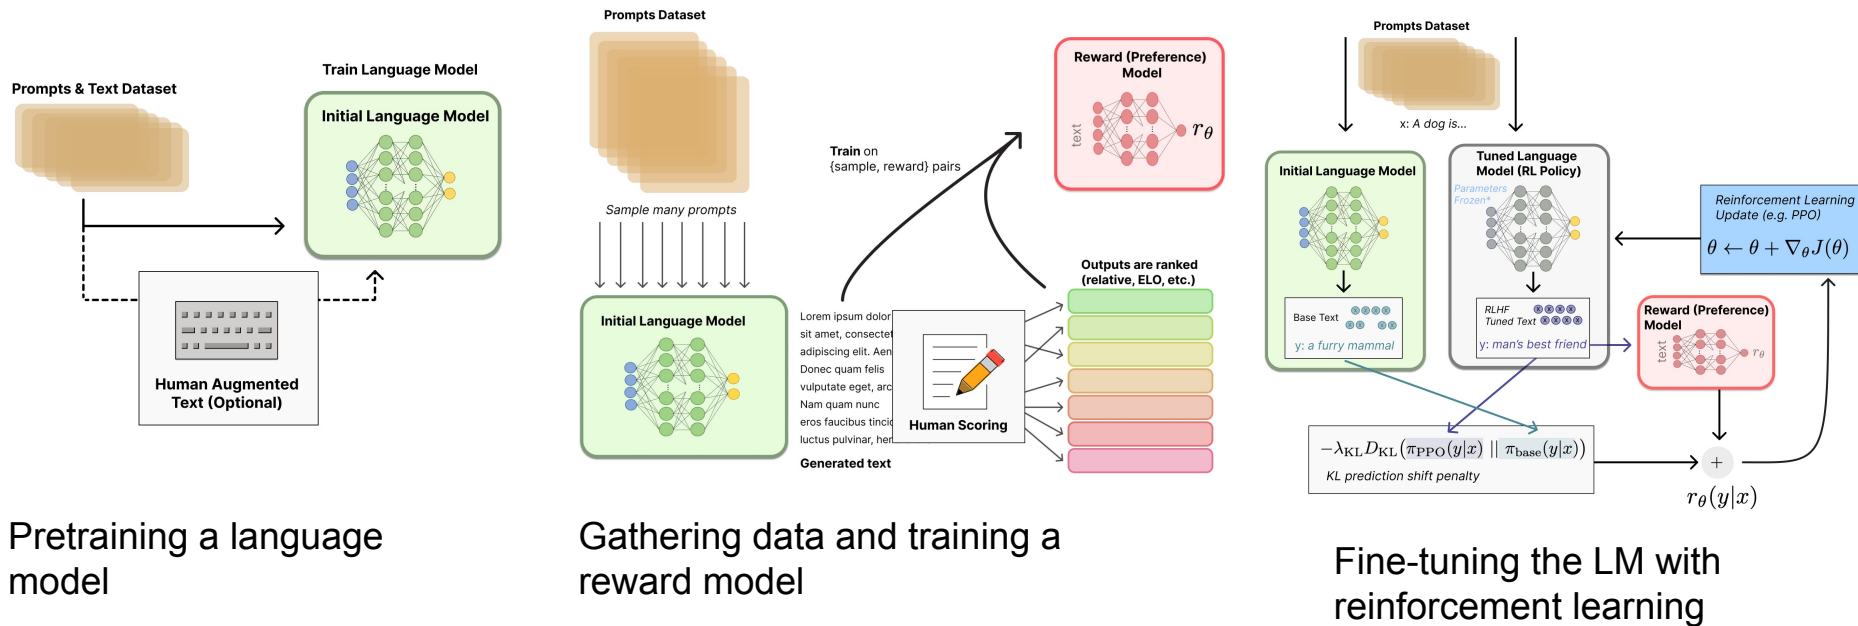 Prompts & Text Dataset
Train Language Model
Initial Language Model
Human Augmented
Text (Optional)
Pretraining a language
model
Prompts Dataset
Sample many prompts
Initial Language Model
Lorem ipsum dolor
sit amet, consectet
adipiscing elit. Aen
Donec quam felis
vulputate eget, arc
Nam quam nunc
eros faucibus tincid
luctus pulvinar, her
Generated text
Human Scoring
Train on
{sample, reward} pairs
Reward (Preference)
Model
text
rθ
Outputs are ranked
(relative, ELO, etc.)
Gathering data and training a
reward model
Prompts Dataset
x: A dog is...
Initial Language Model
Base Text
y: a furry mammal
Tuned Language
Model (RL Policy)
Parameters
Frozen*
RLHF
Tuned Text
y: man's best friend
Reinforcement Learning
Update (e.g. PPO)
θ ← θ + ∇θJ(θ)
Reward (Preference)
Model
text
rθ
−λKL DKL (πPPO(y|x) || πbase(y|x))
KL prediction shift penalty
+
rθ(y|x)
Fine-tuning the LM with
reinforcement learning